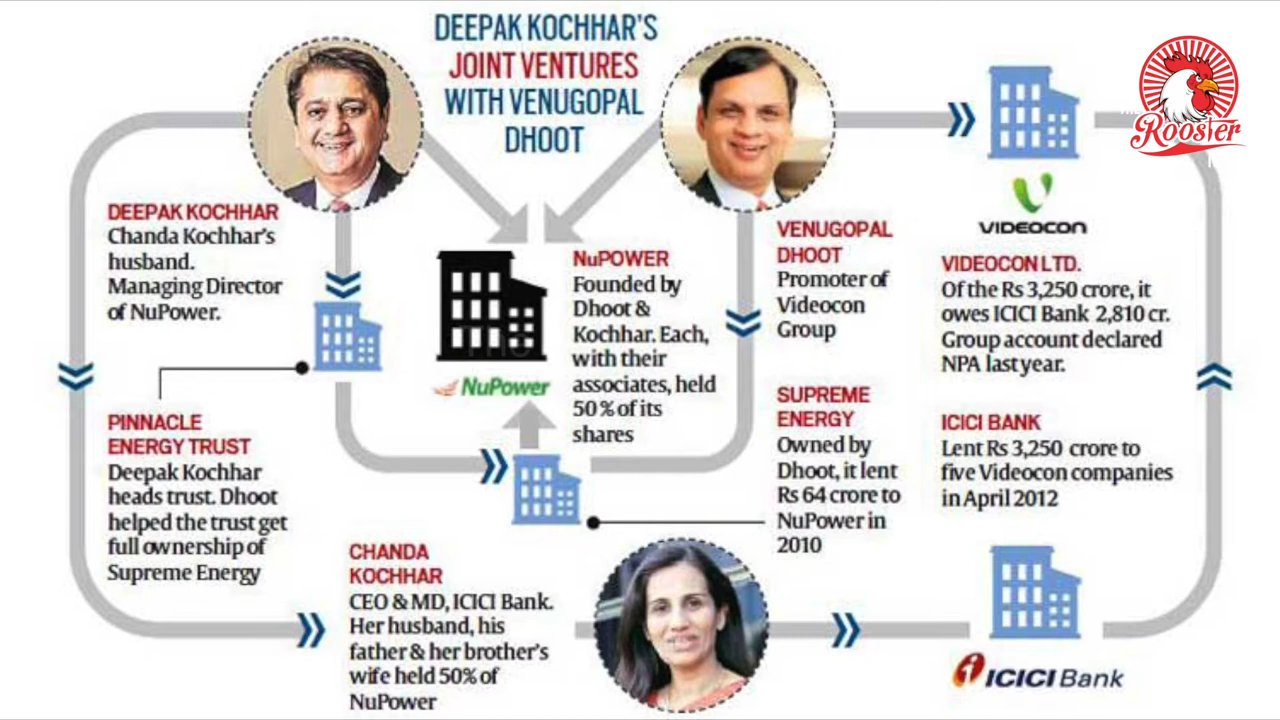 DEEPAK KOCHHAR'S
JOINT VENTURES
WITH VENUGOPAL
DHOOT
Rooster
DEEPAK KOCHHAR
Chanda Kochhar's
husband.
Managing Director
of NuPower.
NuPOWER
Founded by
Dhoot &
Kochhar. Each,
with their
associates, held
50% of its
shares
NuPower
VENUGOPAL
DHOOT
Promoter of
Videocon
Group
VIDEOCON
VIDEOCON LTD.
Of the Rs 3,250 crore, it
owes ICICI Bank 2,810 cr.
Group account declared
NPA last year.
PINNACLE
ENERGY TRUST
Deepak Kochhar
heads trust. Dhoot
helped the trust get
full ownership of
Supreme Energy
SUPREME
ENERGY
Owned by
Dhoot, it lent
Rs 64 crore to
NuPower in
2010
ICICI BANK
Lent Rs 3,250 crore to
five Videocon companies
in April 2012
CHANDA
KOCHHAR
CEO & MD, ICICI Bank.
Her husband, his
father & her brother's
wife held 50% of
NuPower
ICICI Bank